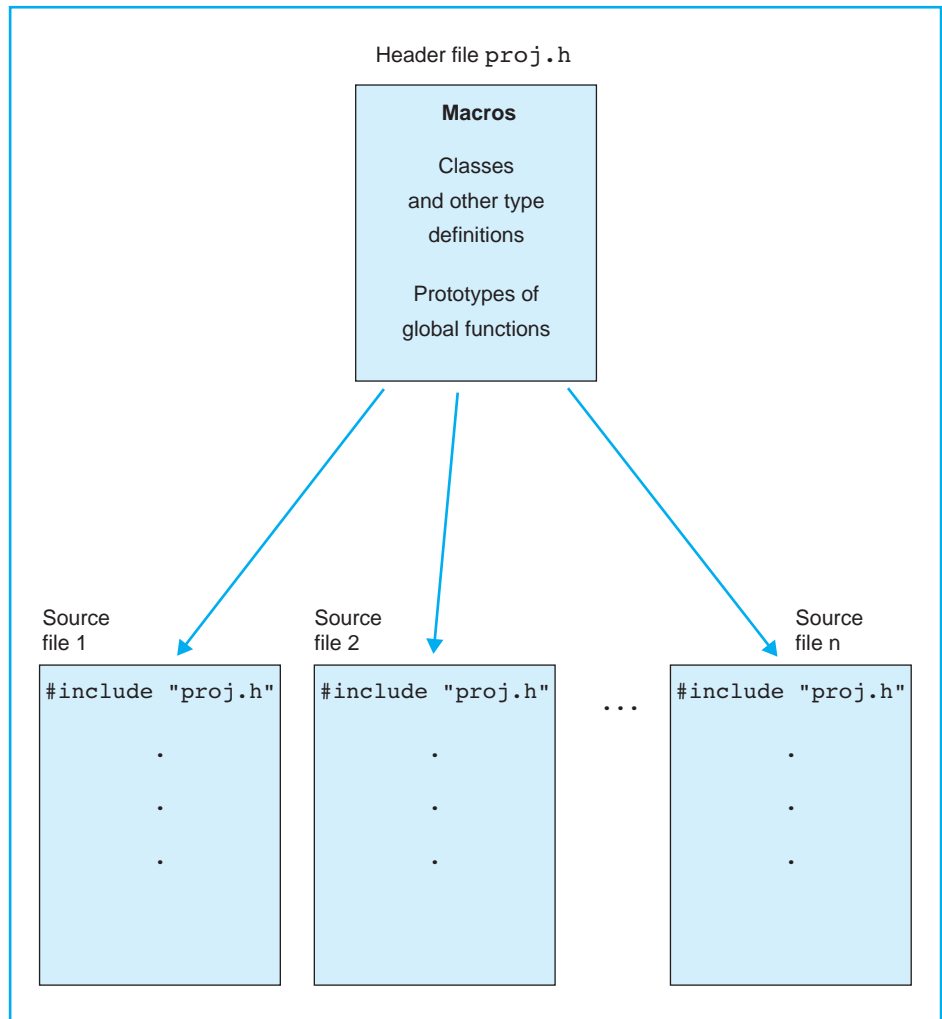 Header file proj.h
Macros
Classes
and other type
definitions
Prototypes of
global functions
Source
file 1
Source
file 2
Source
file n
#include "proj.h"
.
.
.
#include "proj.h"
.
.
.
...
#include "proj.h"
.
.
.